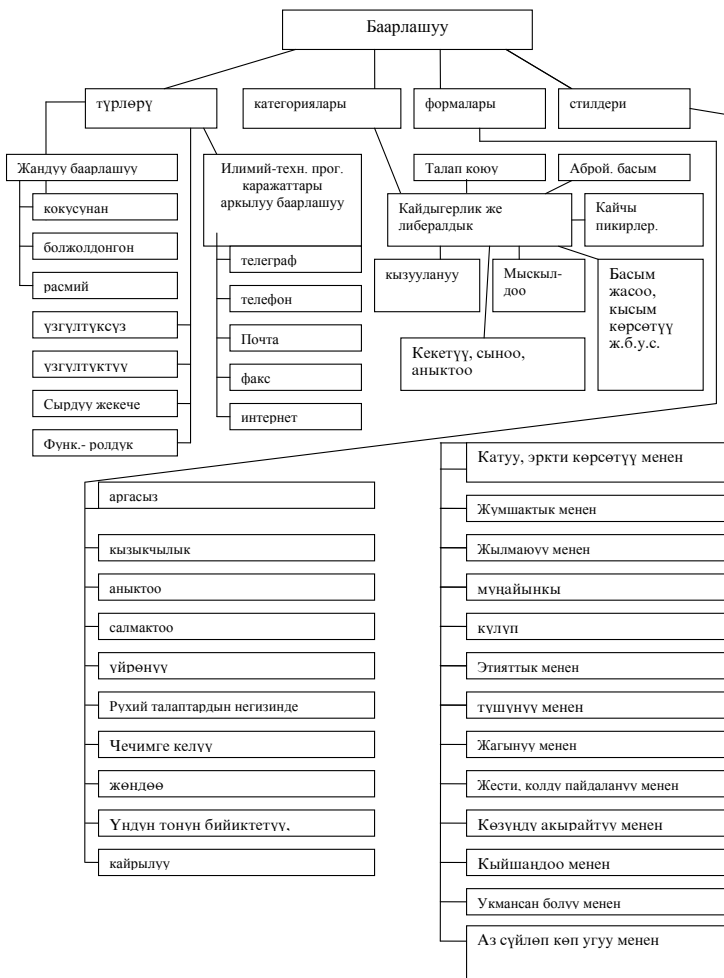 Баарлашуу
түрлөрү
категориялары
формалары
стилдери
Жандуу баарлашуу
кокусунан
болжолдонгон
расмий
үзгүлтүксүз
үзгүлтүктүү
Сырдуу жекече
Функ.- ролдук
Илимий-техн. прог.
каражаттары
аркылуу баарлашуу
телеграф
телефон
Почта
факс
интернет
Талап коюу
Аброй. басым
Кайдыгерлик же
либералдык
Кайчы
пикирлер.
кызуулануу
Мыскыл-
доо
Басым
жасоо,
кысым
көрсөтүү
ж.б.у.с.
Кекетүү, сыноо,
аныктоо
аргасыз
кызыкчылык
аныктоо
салмактоо
үйрөнүү
Рухий талаптардын негизинде
Чечимге келүү
жөндөө
Үндүн тонун бийиктетүү,
кайрылуу
Катуу, эркти көрсөтүү менен
Жумшактык менен
Жылмаюуу менен
муңайынкы
күлүп
Этияттык менен
түшүнүү менен
Жагынуу менен
Жести, колду пайдалануу менен
Көзүңдү акырайтуу менен
Кыйшаңдоо менен
Укмансан болуу менен
Аз сүйлөп көп угуу менен